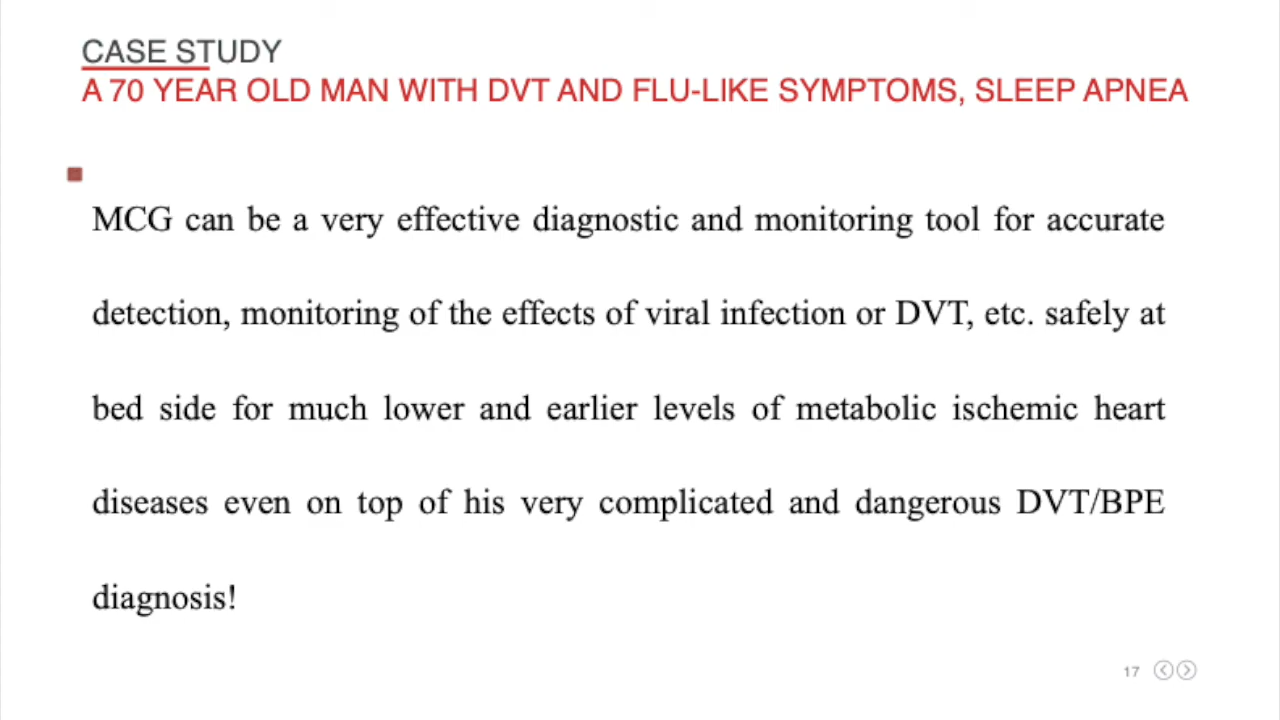 CASE STUDY
A 70 YEAR OLD MAN WITH DVT AND FLU-LIKE SYMPTOMS, SLEEP APNEA
MCG can be a very effective diagnostic and monitoring tool for accurate
detection, monitoring of the effects of viral infection or DVT, etc. safely at
bed side for much lower and earlier levels of metabolic ischemic heart
diseases even on top of his very complicated and dangerous DVT/BPE
diagnosis!
17